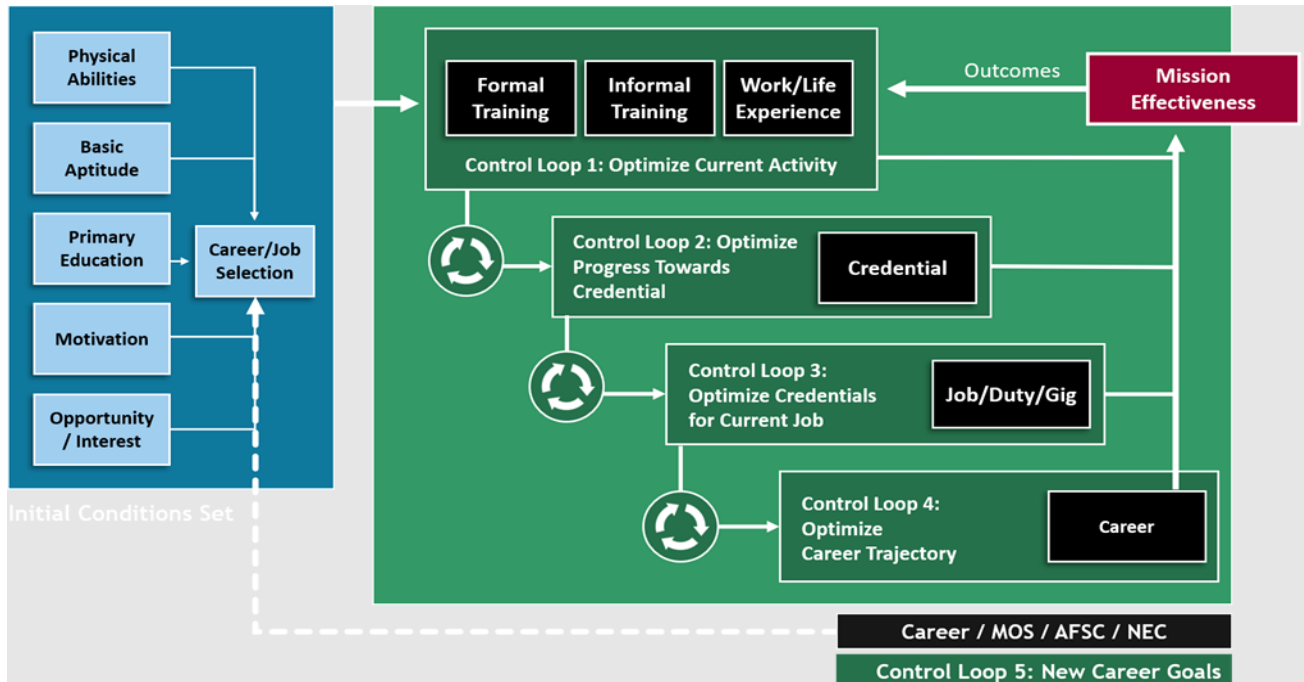 Physical
Abilities
Basic
Aptitude
Primary
Education
Motivation
Opportunity
/ Interest
Career/Job
Selection
Initial Conditions Set
Formal
Training
Informal
Training
Work/Life
Experience
Control Loop 1: Optimize Current Activity
Outcomes
Mission
Effectiveness
Control Loop 2: Optimize
Progress Towards
Credential
Credential
Control Loop 3:
Optimize Credentials
for Current Job
Job/Duty/Gig
Control Loop 4:
Optimize
Career Trajectory
Career
Career / MOS / AFSC / NEC
Control Loop 5: New Career Goals